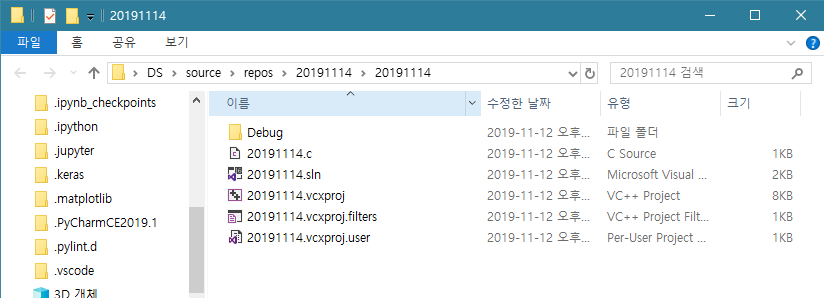 20191114
파일 홈 공유 보기
DS source repos 20191114 20191114
20191114 검색
.ipynb_checkpoints
.ipython
.jupyter
.keras
.matplotlib
.PyCharmCE2019.1
.pylint.d
.vscode
3D 개체
이름 수정한 날짜 유형 크기
Debug 2019-11-12 오후... 파일 폴더
20191114.c 2019-11-12 오후... C Source 1KB
20191114.sln 2019-11-12 오후... Microsoft Visual ... 2KB
20191114.vcxproj 2019-11-12 오후... VC++ Project 8KB
20191114.vcxproj.filters 2019-11-12 오후... VC++ Project Filt... 1KB
20191114.vcxproj.user 2019-11-12 오후... Per-User Project ... 1KB